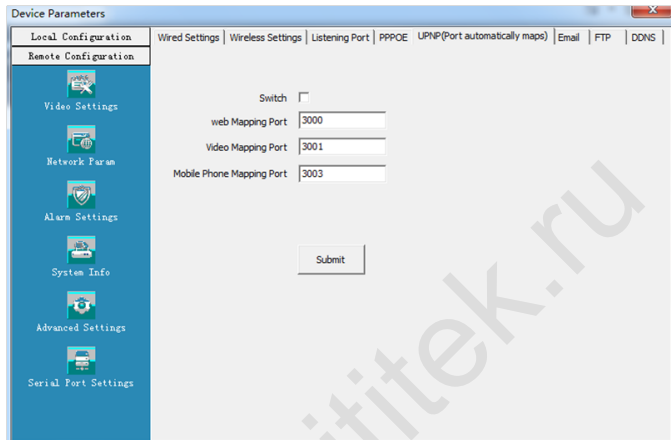 Device Parameters
Local Configuration
Remote Configuration
Video Settings
Network Param
Alarm Settings
System Info
Advanced Settings
Serial Port Settings
Wired Settings Wireless Settings Listening Port PPPOE UPNP(Port automatically maps) Email FTP DDNS
Switch
web Mapping Port 3000
Video Mapping Port 3001
Mobile Phone Mapping Port 3003
Submit
ititek.ru